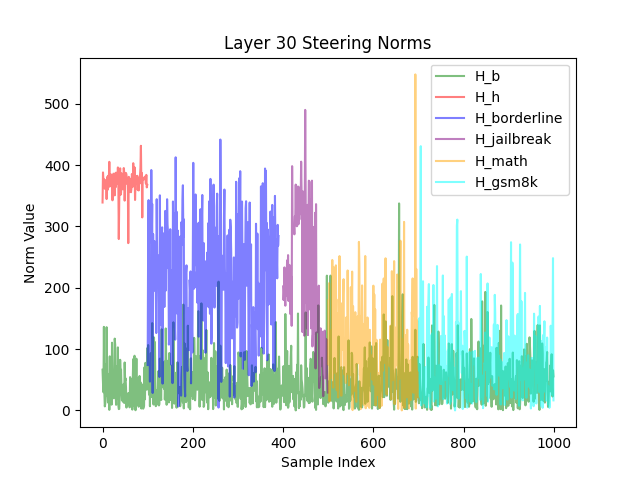 Layer 30 Steering Norms
Norm Value
500
400
300
200
100
0
0 200 400 600 800 1000
Sample Index
H_b
H_h
H_borderline
H_jailbreak
H_math
H_gsm8k